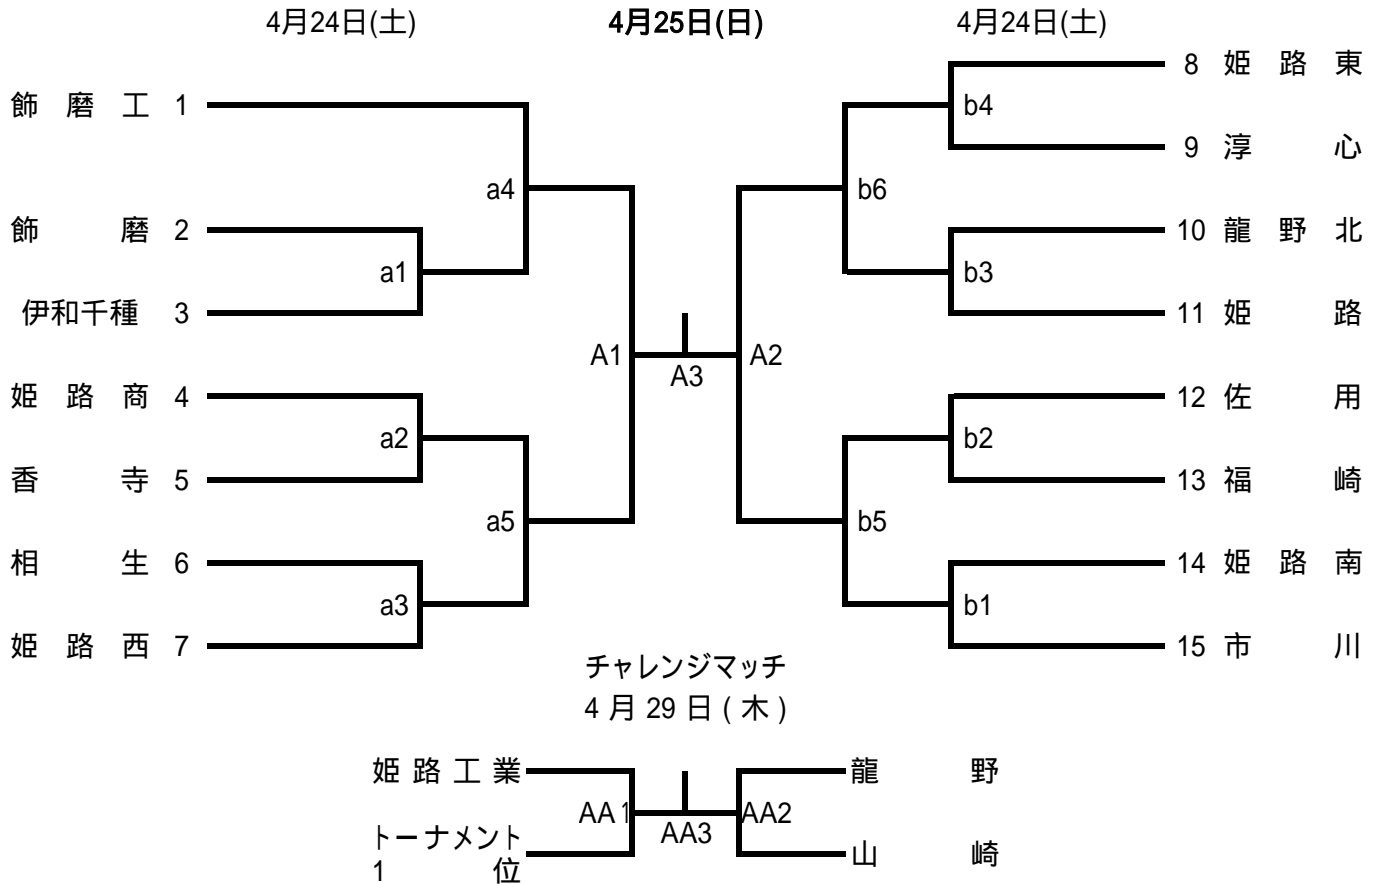 4月24日(土) 4月25日(日) 4月24日(土)
8 姫路東
飾磨工 1 b4
9 淳心
a4 b6
飾磨 2 10 龍野北
a1 b3
伊和千種 3 11 姫路
A1 A3 A2
姫路商 4 12 佐用
a2 b2
香寺 5 13 福崎
a5 b5
相生 6 14 姫路南
a3 b1
姫路西 7 15 市川
チャレンジマッチ
4月29日(木)
姫路工業 龍野
AA1 AA3 AA2
トーナメント 山崎
1位